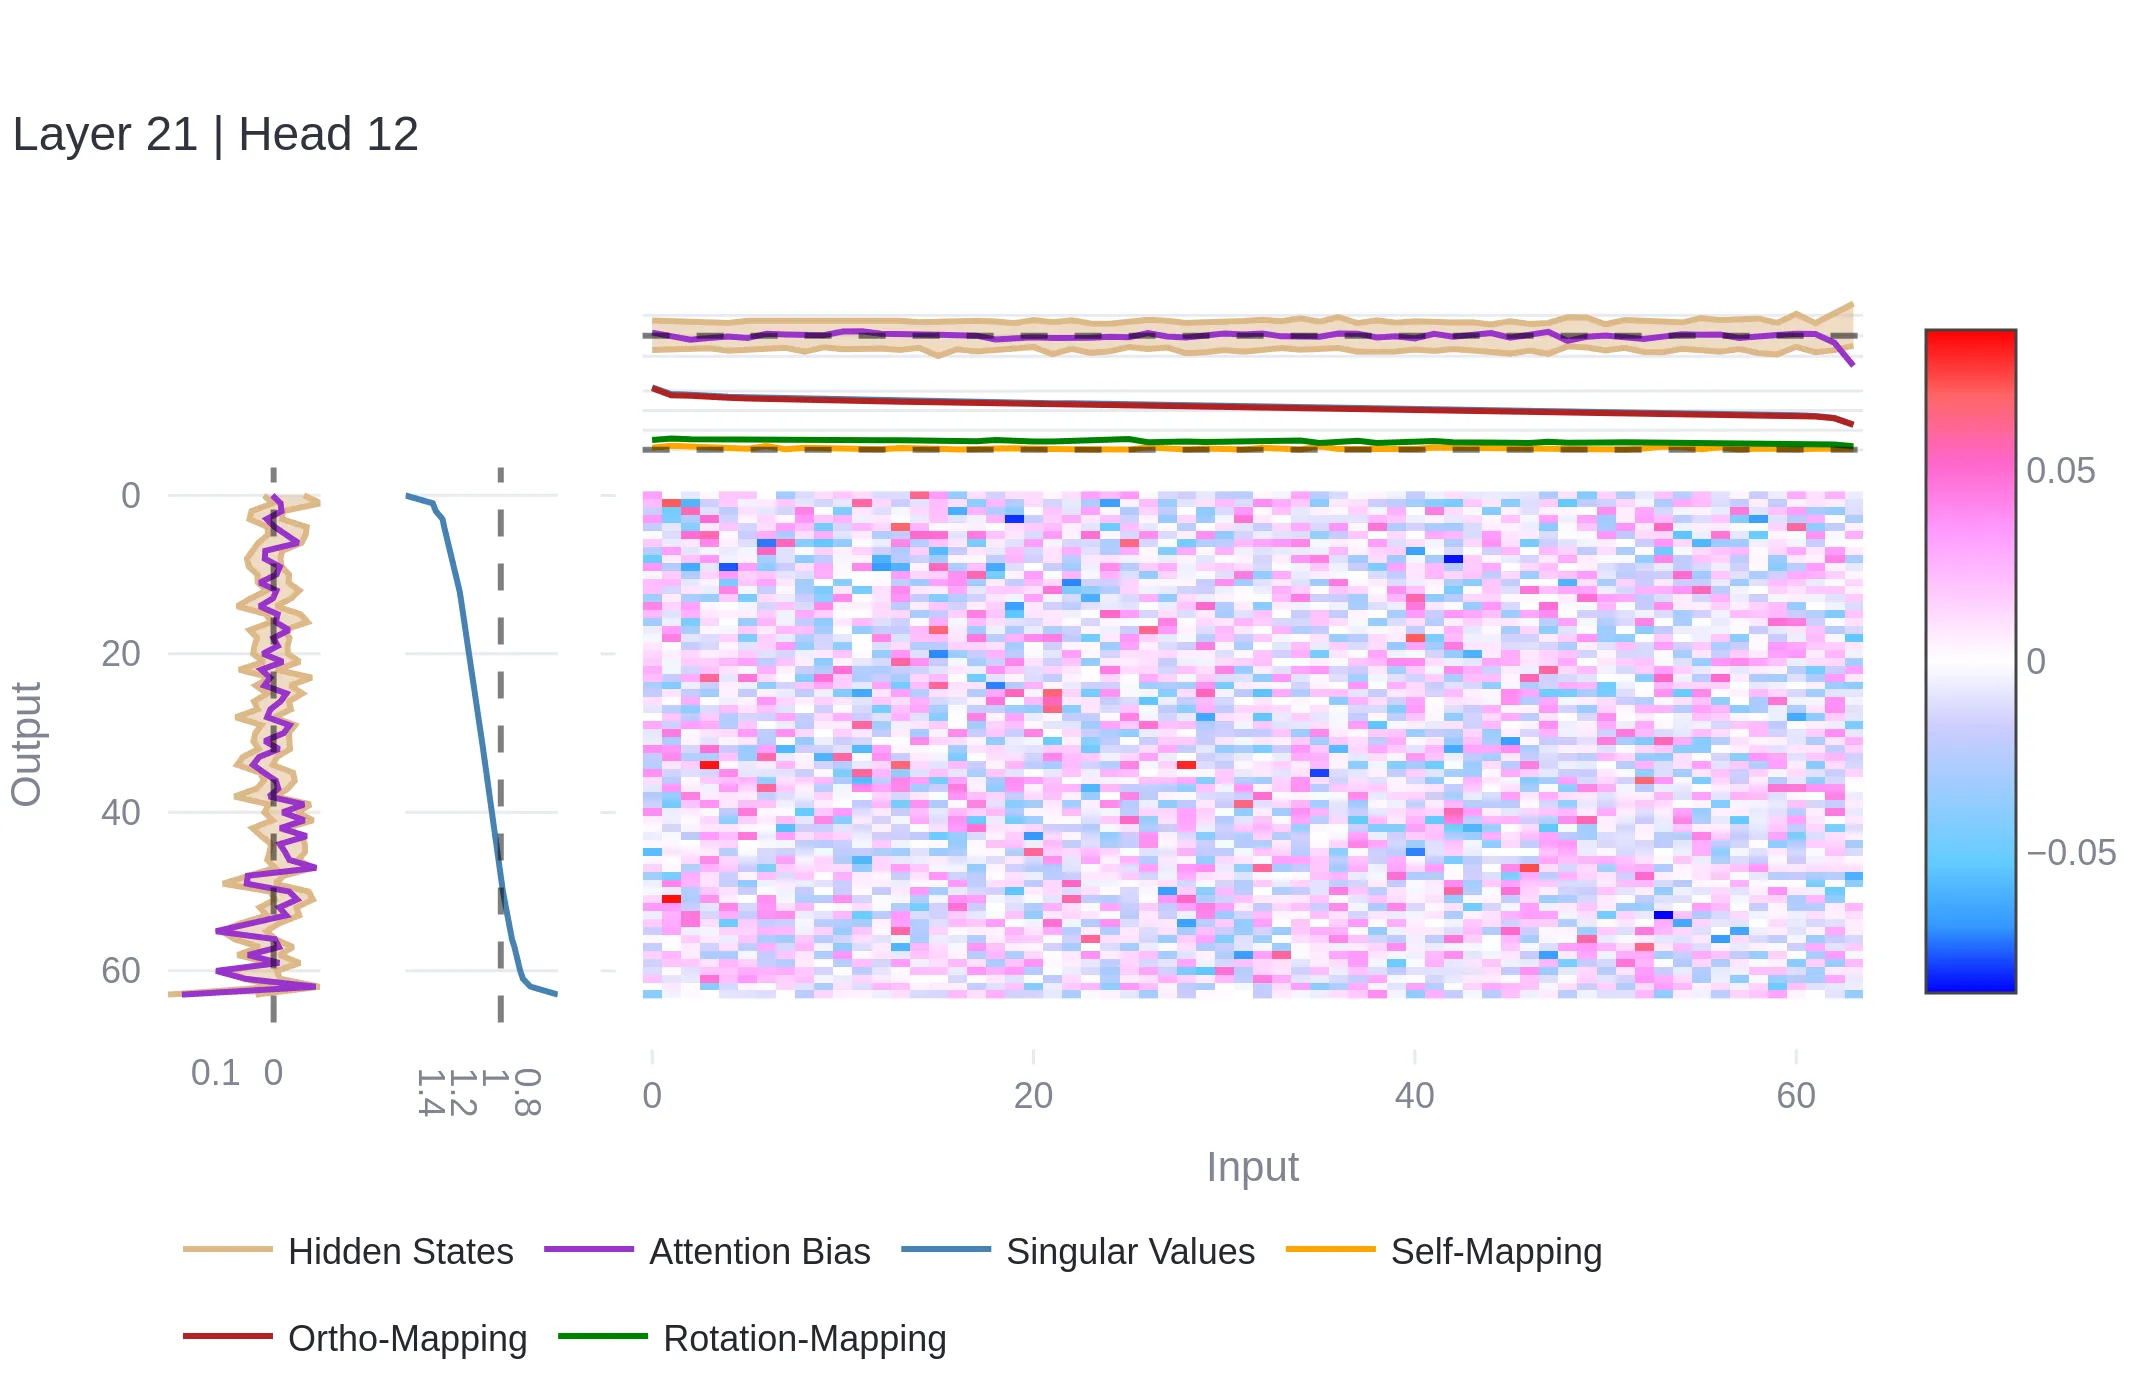 Layer 21 | Head 12
0
20
40
60
Output
0.1 0
1.4
1.2
1
0.8
0 20 40 60
Input
0.05
0
−0.05
Hidden States Attention Bias Singular Values Self-Mapping
Ortho-Mapping Rotation-Mapping